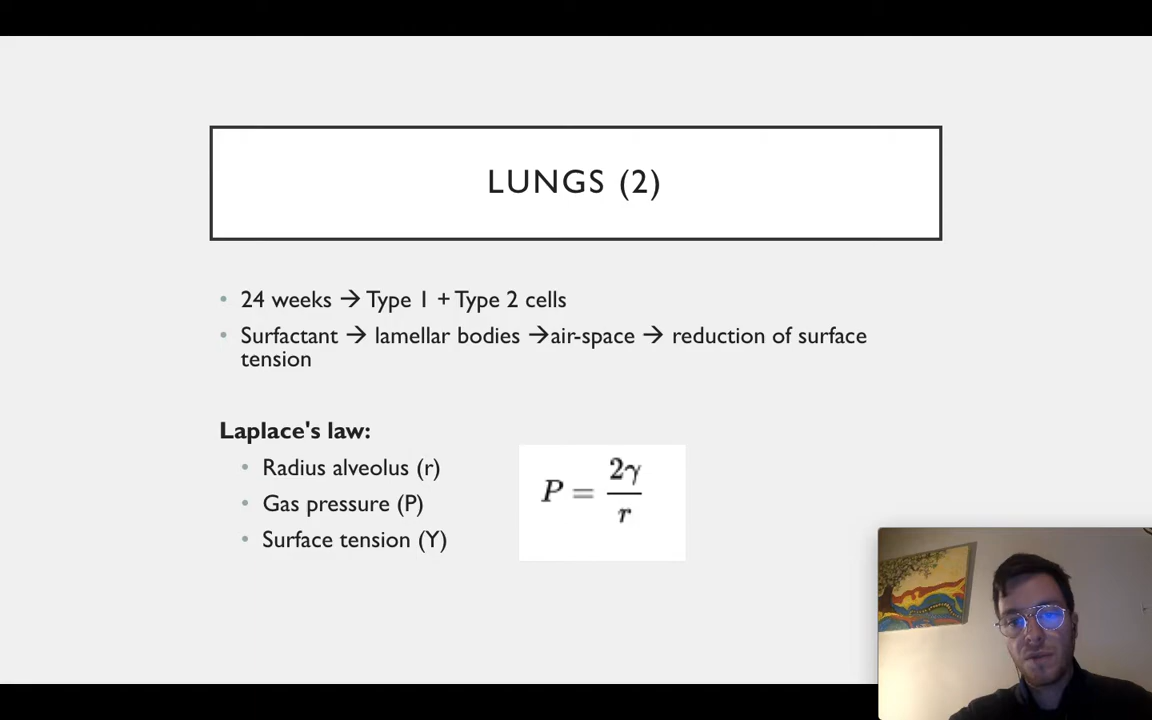 LUNGS (2)
• 24 weeks → Type 1 + Type 2 cells
• Surfactant → lamellar bodies →air-space → reduction of surface
tension
Laplace's law:
• Radius alveolus (r)
• Gas pressure (P)
• Surface tension (Y)
P = 2γ/r